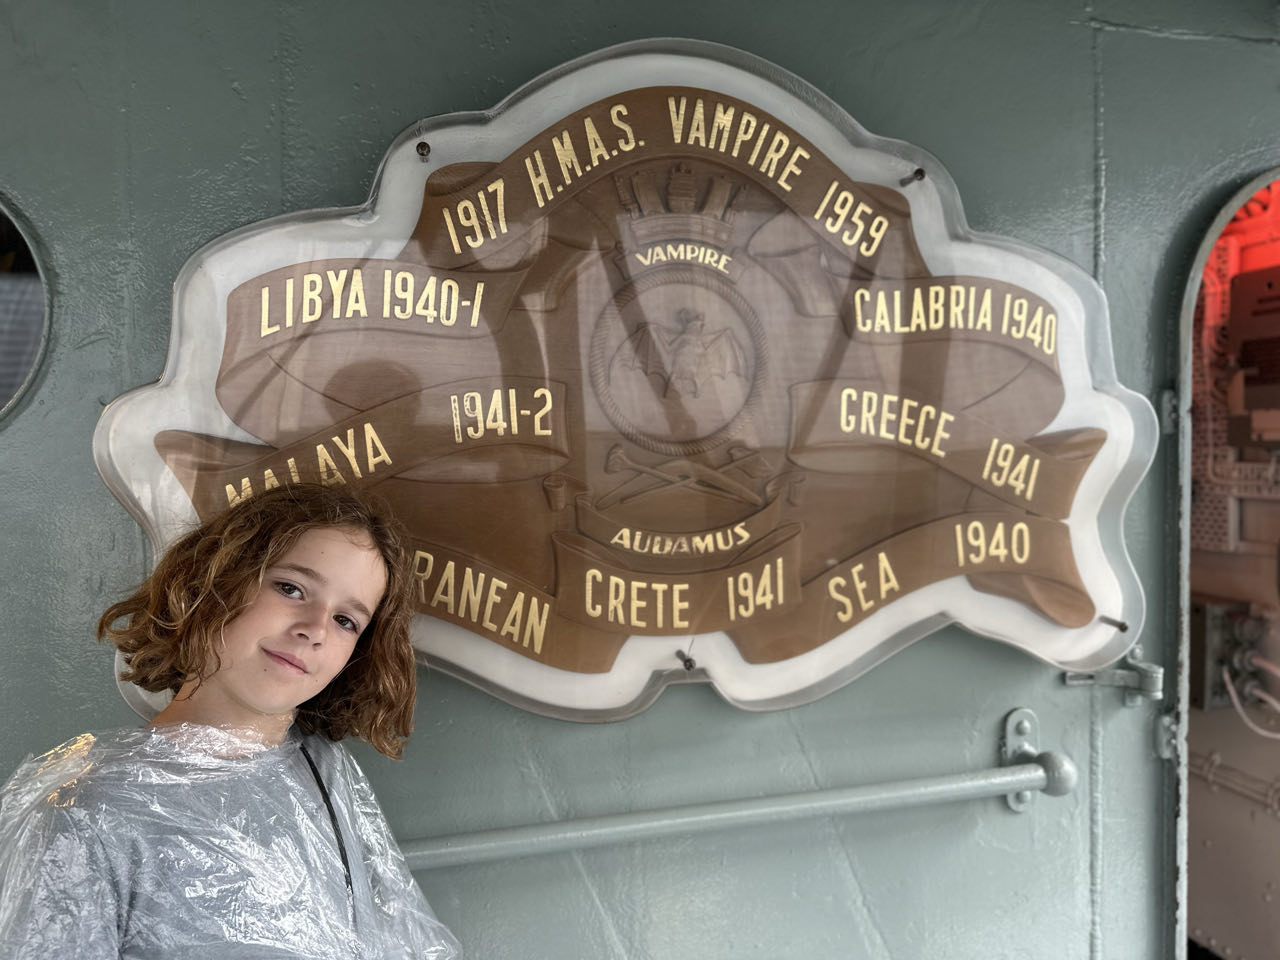 1917 H.M.A.S. VAMPIRE 1959
VAMPIRE
LIBYA 1940-1
CALABRIA 1940
MALAYA 1941-2
GREECE 1941
AUDAMUS
RANEAN
CRETE 1941
SEA 1940